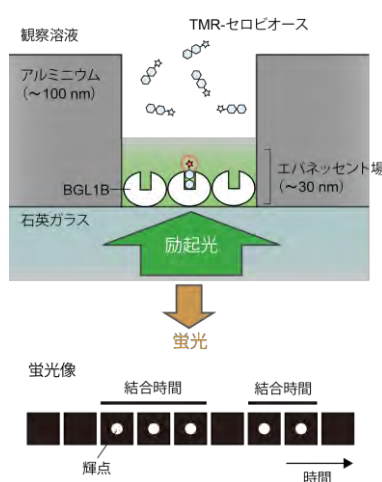 TMR-セロビオース
観察溶液
アルミニウム
(〜100 nm)
エバネッセント場
(〜30 nm)
BGL1B
石英ガラス
励起光
蛍光
蛍光像
結合時間
結合時間
輝点
時間